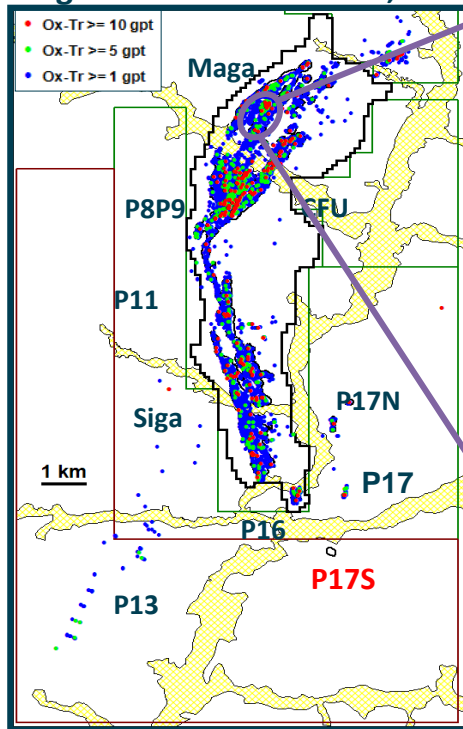 Ox-Tr >= 10 gpt
Ox-Tr >= 5 gpt
Ox-Tr >= 1 gpt
Maga
P8P9
SFU
P11
Siga
P17N
1 km
P17
P16
P17S
P13